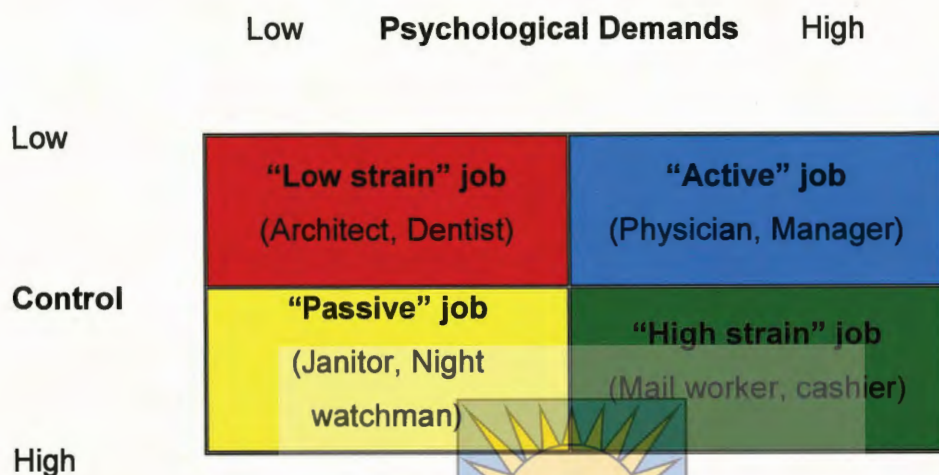 Low Psychological Demands High
Low
“Low strain” job
(Architect, Dentist)
“Active” job
(Physician, Manager)
Control
“Passive” job
(Janitor, Night
watchman)
“High strain” job
(Mail worker, cashier)
High